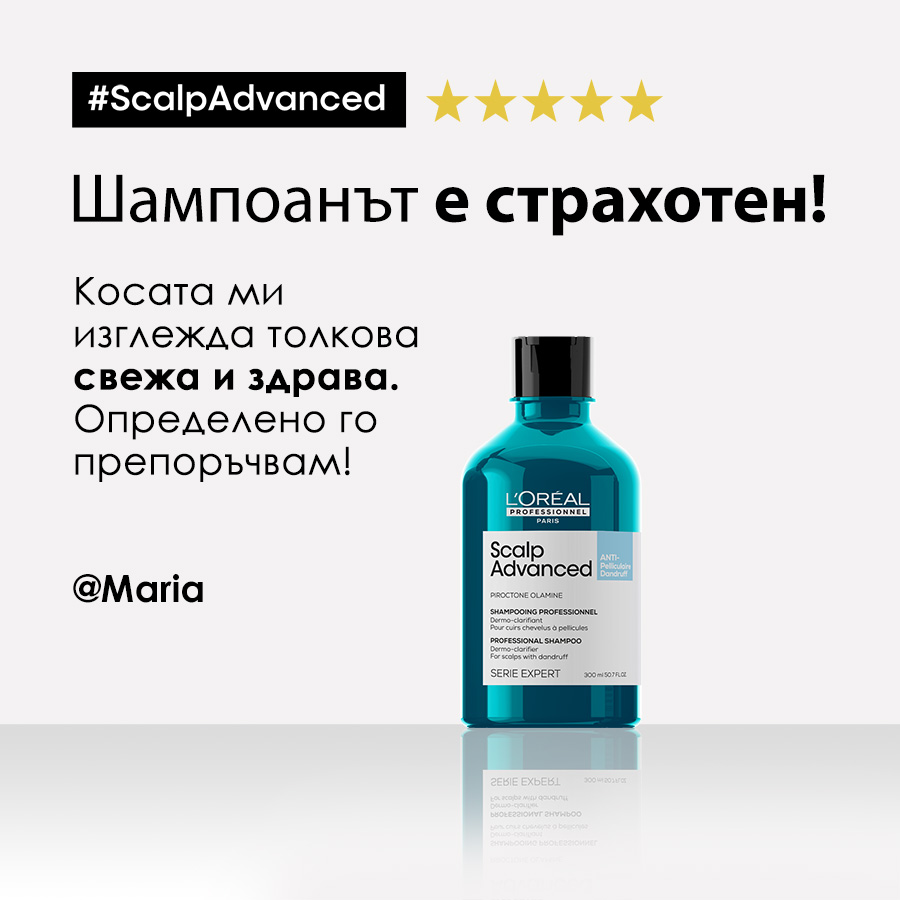 #ScalpAdvanced
Шампоанът е страхотен!
Косата ми
изглежда толкова
свежа и здрава.
Определено го
препоръчвам!
@Maria
L'ORÉAL
PROFESSIONNEL
PARIS
Scalp
Advanced
ANTI-
Pelliculaire
Dandruff
PIROCTONE OLAMINE
SHAMPOOING PROFESSIONNEL
Dermo-clarifiant
Pour cuirs chevelus à pellicules
PROFESSIONAL SHAMPOO
Dermo-clarifier
For scalps with dandruff
SERIE EXPERT 300 ml 50.7 FL.OZ